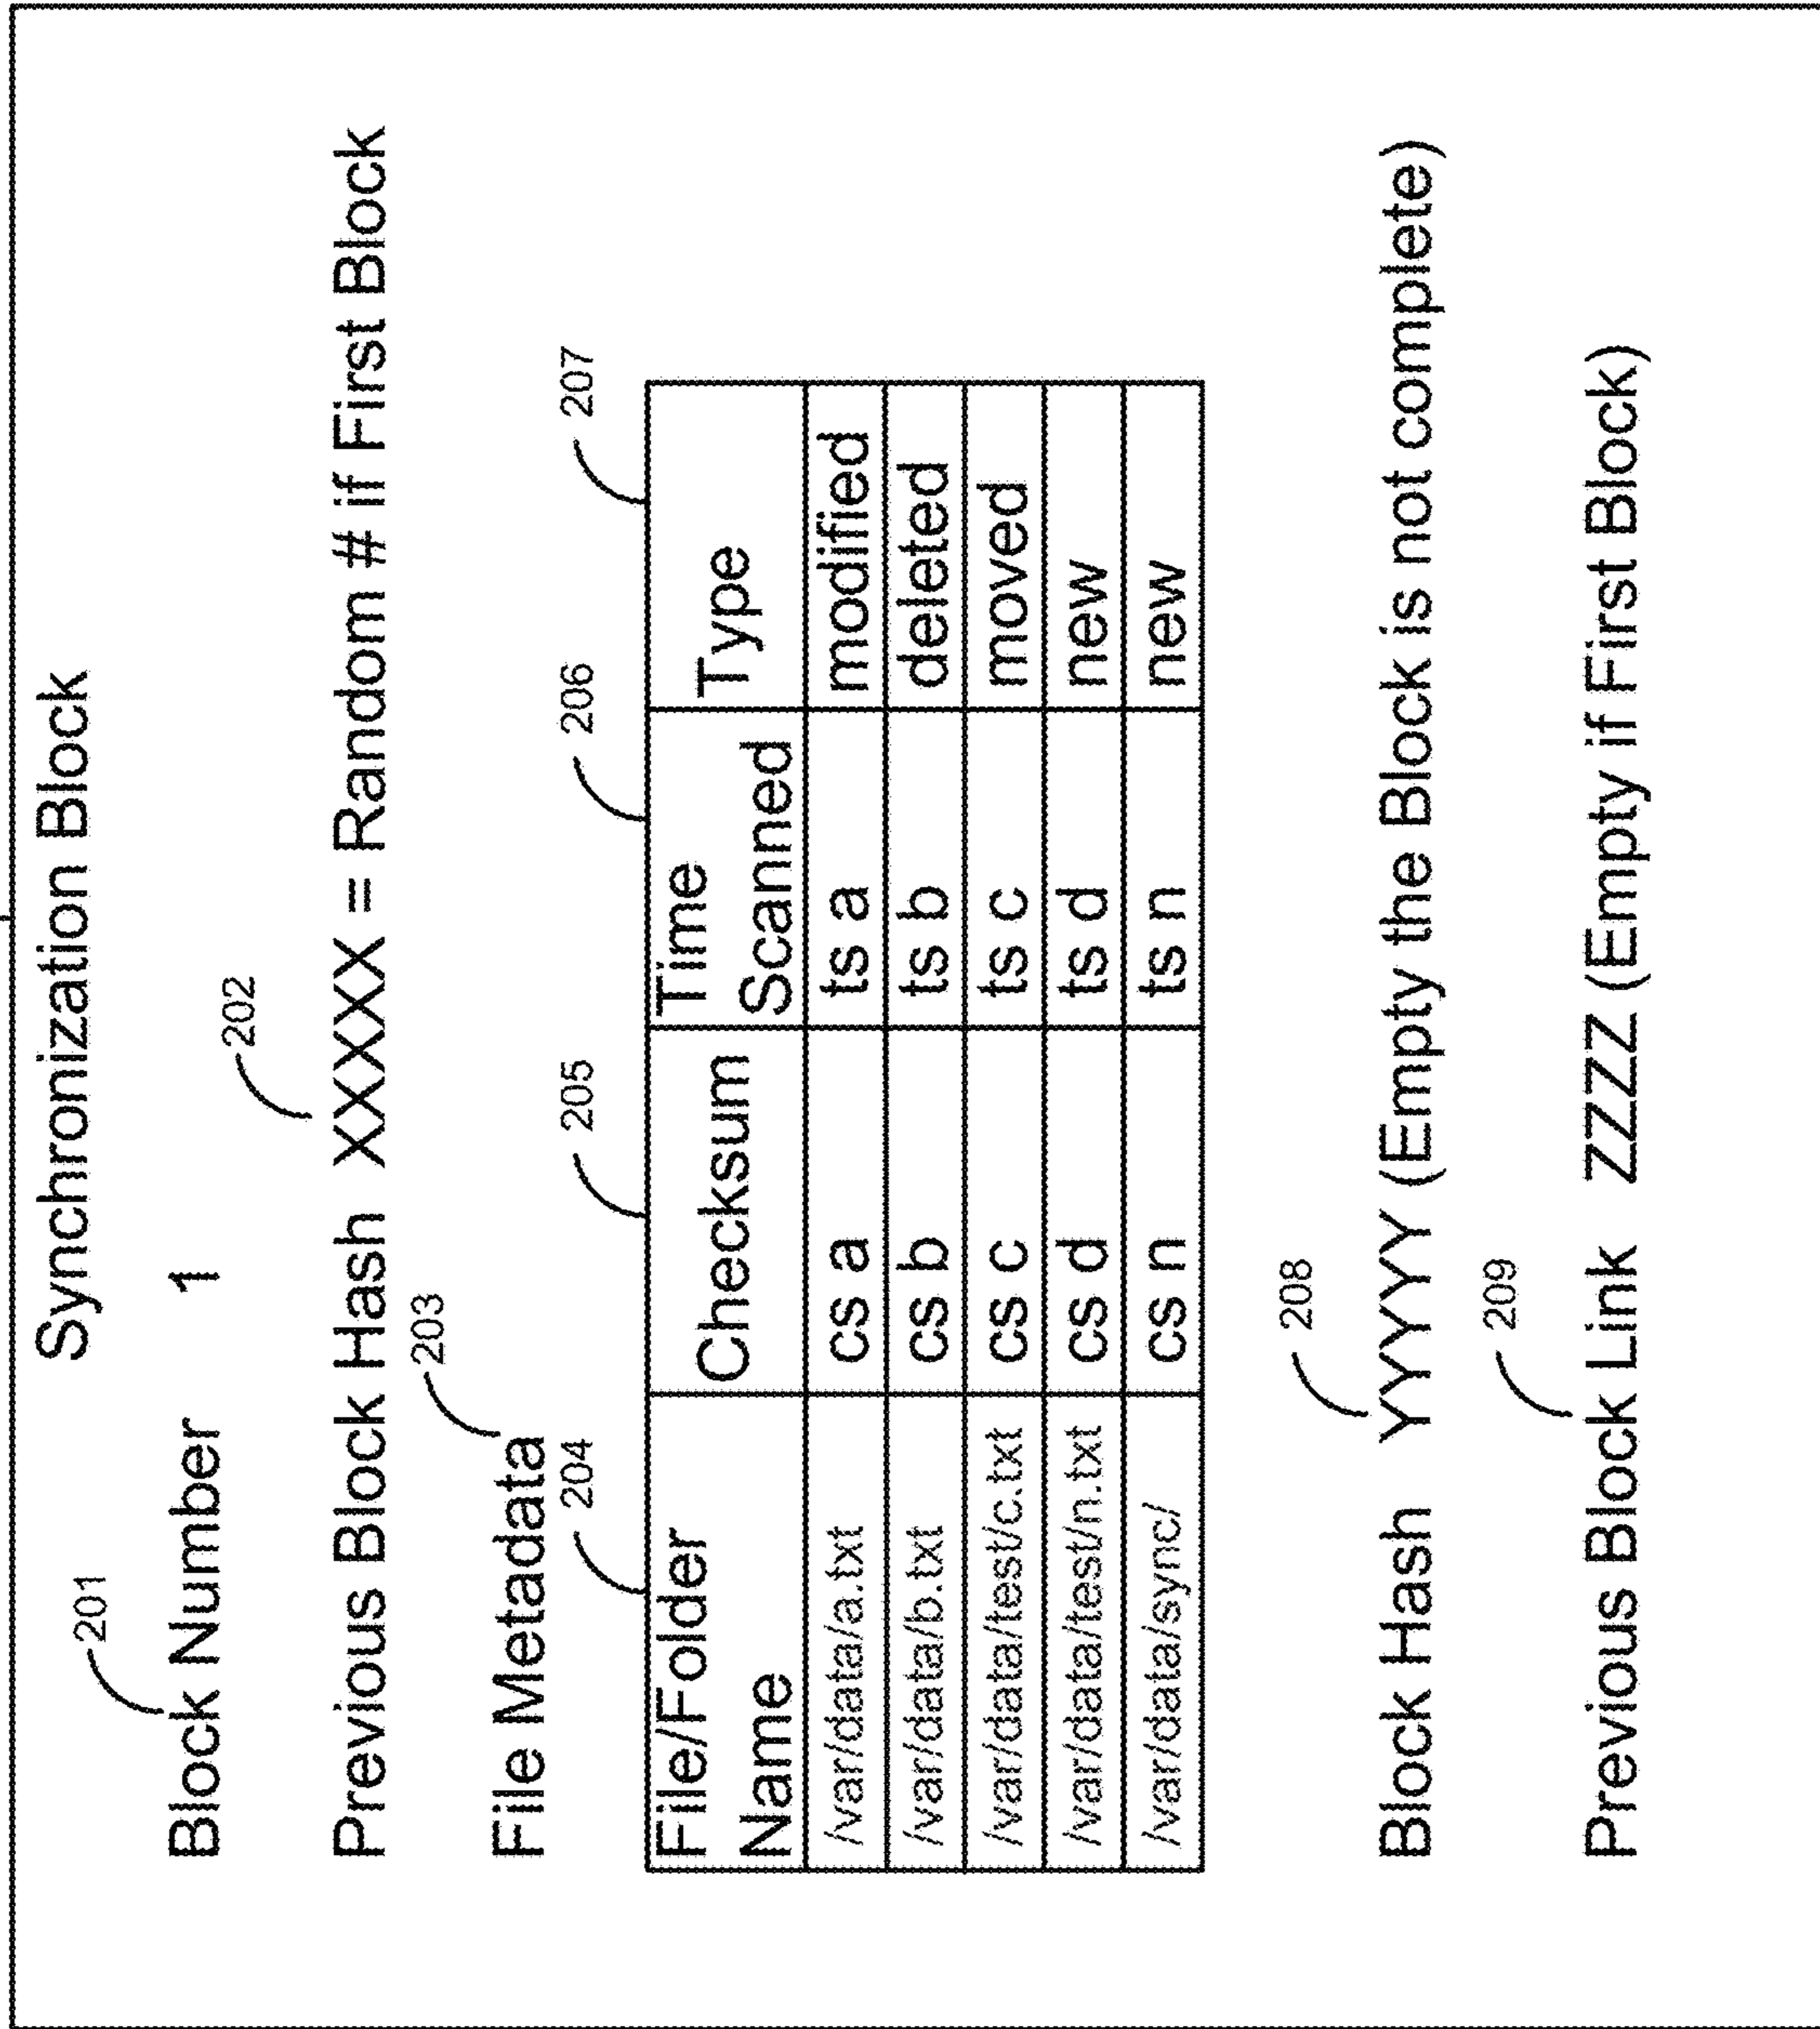 Synchronization Block
201
Block Number 1
202
Previous Block Hash XXXXX = Random # if First Block
203
File Metadata
204 205 206 207
File/Folder Name Checksum Time Scanned Type
/var/data/a.txt cs a ts a modified
/var/data/b.txt cs b ts b deleted
/var/data/test/c.txt cs c ts c moved
/var/data/test/n.txt cs d ts d new
/var/data/sync/ cs n ts n new
208
Block Hash YYYYY (Empty the Block is not complete)
209
Previous Block Link ZZZZ (Empty if First Block)